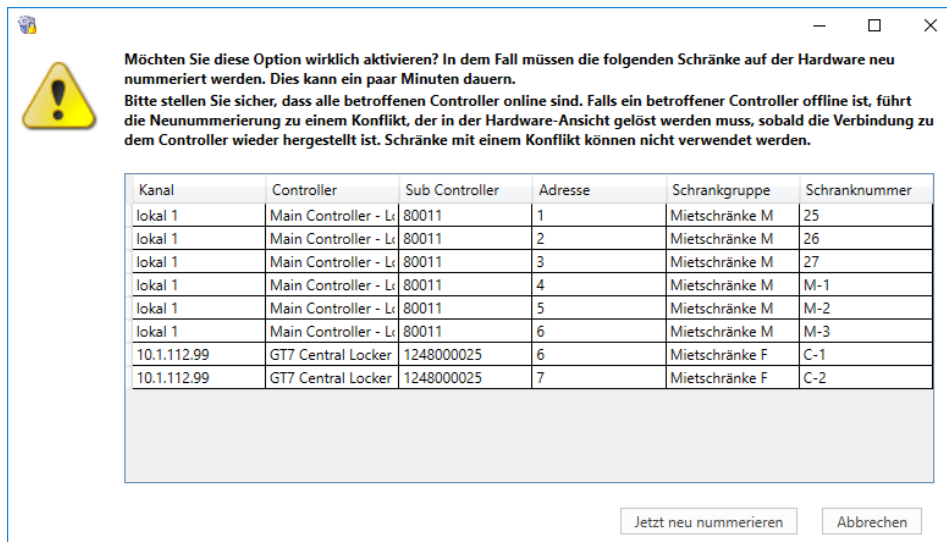 Möchten Sie diese Option wirklich aktivieren? In dem Fall müssen die folgenden Schränke auf der Hardware neu
nummeriert werden. Dies kann ein paar Minuten dauern.
Bitte stellen Sie sicher, dass alle betroffenen Controller online sind. Falls ein betroffener Controller offline ist, führt
die Neunummerierung zu einem Konflikt, der in der Hardware-Ansicht gelöst werden muss, sobald die Verbindung zu
dem Controller wieder hergestellt ist. Schränke mit einem Konflikt können nicht verwendet werden.
Kanal Controller Sub Controller Adresse Schrankgruppe Schranknummer
lokal 1 Main Controller - Lo 80011 1 Mietschränke M 25
lokal 1 Main Controller - Lo 80011 2 Mietschränke M 26
lokal 1 Main Controller - Lo 80011 3 Mietschränke M 27
lokal 1 Main Controller - Lo 80011 4 Mietschränke M M-1
lokal 1 Main Controller - Lo 80011 5 Mietschränke M M-2
lokal 1 Main Controller - Lo 80011 6 Mietschränke M M-3
10.1.112.99 GT7 Central Locker 1248000025 6 Mietschränke F C-1
10.1.112.99 GT7 Central Locker 1248000025 7 Mietschränke F C-2
Jetzt neu nummerieren Abbrechen